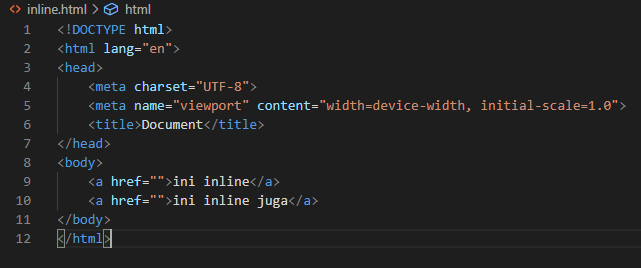 inline.html > html
1 <!DOCTYPE html>
2 <html lang="en">
3 <head>
4     <meta charset="UTF-8">
5     <meta name="viewport" content="width=device-width, initial-scale=1.0">
6     <title>Document</title>
7 </head>
8 <body>
9     <a href="">ini inline</a>
10     <a href="">ini inline juga</a>
11 </body>
12 </html>